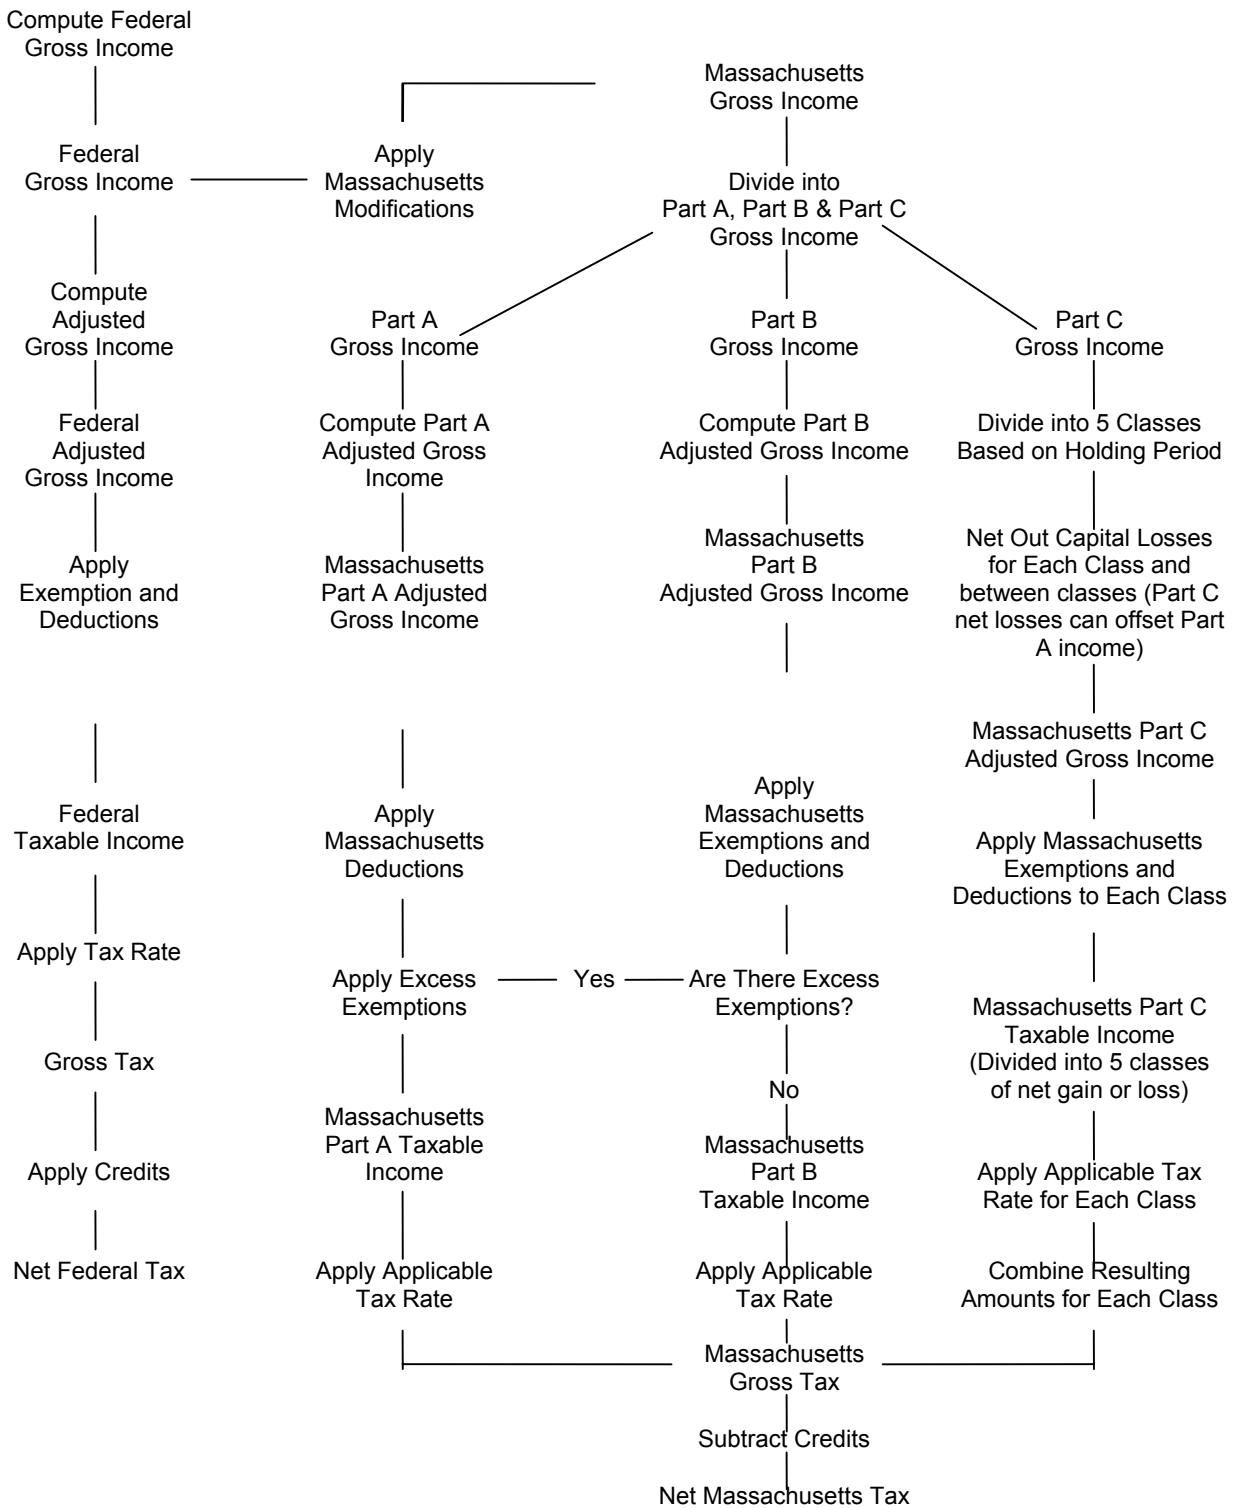 Compute Federal
Gross Income
Federal
Gross Income
Compute
Adjusted
Gross Income
Federal
Adjusted
Gross Income
Apply
Exemption and
Deductions
Federal
Taxable Income
Apply Tax Rate
Gross Tax
Apply Credits
Net Federal Tax
Apply
Massachusetts
Modifications
Massachusetts
Gross Income
Divide into
Part A, Part B & Part C
Gross Income
Part A
Gross Income
Compute Part A
Adjusted Gross
Income
Massachusetts
Part A Adjusted
Gross Income
Apply
Massachusetts
Deductions
Apply Excess
Exemptions
Massachusetts
Part A Taxable
Income
Apply Applicable
Tax Rate
Part B
Gross Income
Compute Part B
Adjusted Gross Income
Massachusetts
Part B
Adjusted Gross Income
Apply
Massachusetts
Exemptions and
Deductions
Are There Excess
Exemptions?
Yes
No
Massachusetts
Part B
Taxable Income
Apply Applicable
Tax Rate
Part C
Gross Income
Divide into 5 Classes
Based on Holding Period
Net Out Capital Losses
for Each Class and
between classes (Part C
net losses can offset Part
A income)
Massachusetts Part C
Adjusted Gross Income
Apply Massachusetts
Exemptions and
Deductions to Each Class
Massachusetts Part C
Taxable Income
(Divided into 5 classes
of net gain or loss)
Apply Applicable Tax
Rate for Each Class
Combine Resulting
Amounts for Each Class
Massachusetts
Gross Tax
Subtract Credits
Net Massachusetts Tax